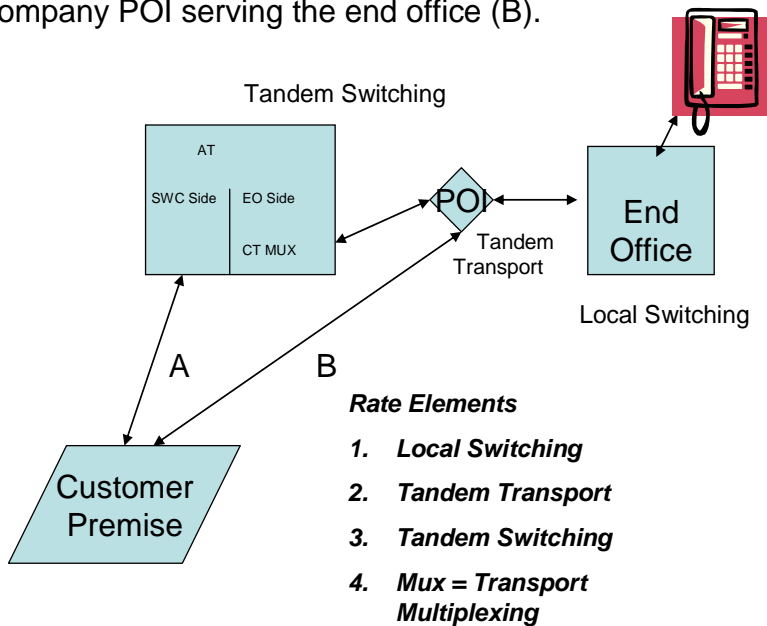 ompany POI serving the end office (B).
Tandem Switching
AT
SWC Side
EO Side
CT MUX
POI
Tandem
Transport
End
Office
Local Switching
A
B
Customer
Premise
Rate Elements
1. Local Switching
2. Tandem Transport
3. Tandem Switching
4. Mux = Transport
Multiplexing